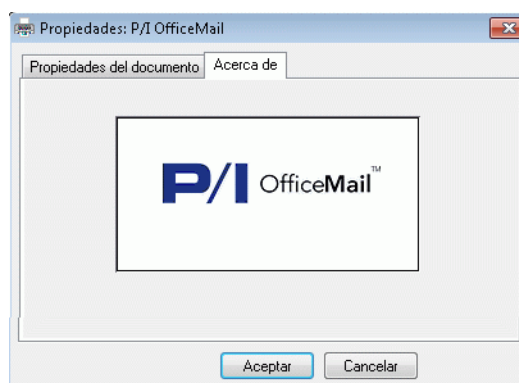 Propiedades: P/I OfficeMail
Propiedades del documento Acerca de
P/I OfficeMail™
Aceptar Cancelar